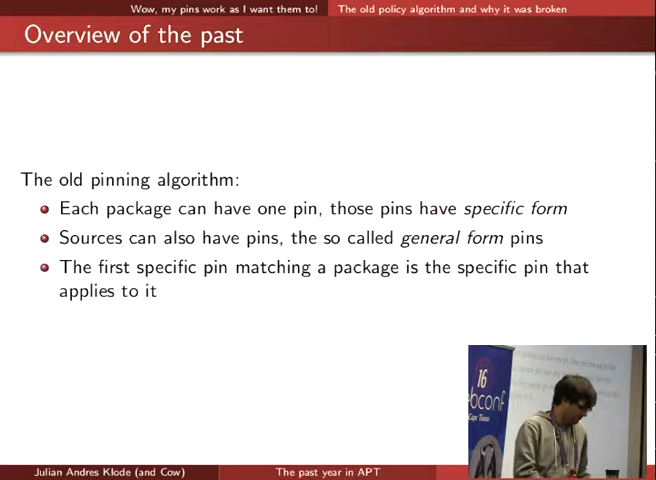 Wow, my pins work as I want them to! The old policy algorithm and why it was broken
Overview of the past
The old pinning algorithm:
Each package can have one pin, those pins have specific form
Sources can also have pins, the so called general form pins
The first specific pin matching a package is the specific pin that
applies to it
16
bconf
Cape Town
Julian Andres Klode (and Cow) The past year in APT